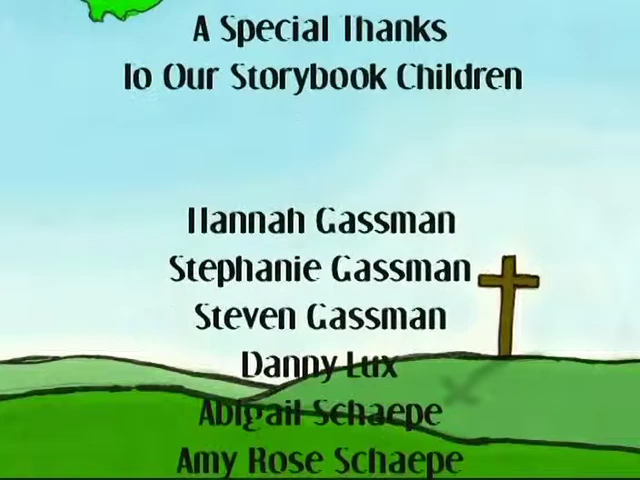 A Special Thanks
To Our Storybook Children
Hannah Gassman
Stephanie Gassman
Steven Gassman
Danny Lux
Abigail Schaepe
Amy Rose Schaepe